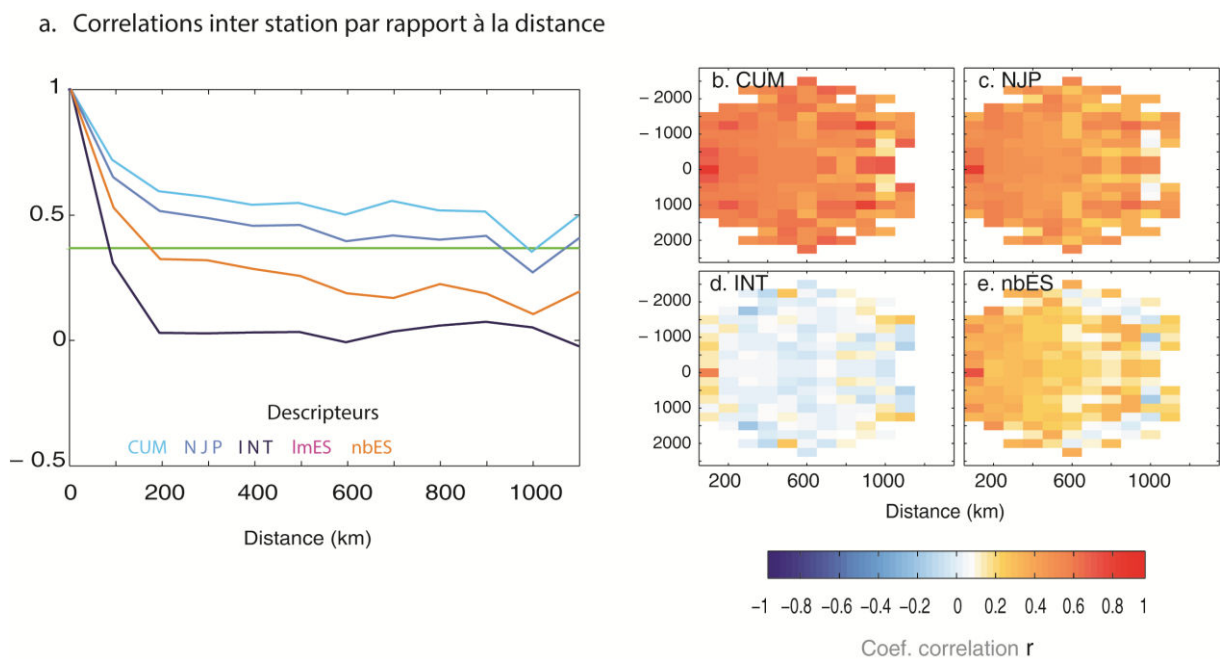 a. Correlations inter station par rapport à la distance
1
0.5
0
– 0.5
Descripteurs
CUM NJP INT lmES nbES
0 200 400 600 800 1000
Distance (km)
b. CUM
c. NJP
- 2000
- 1000
0
1000
2000
d. INT
e. nbES
- 2000
- 1000
0
1000
2000
200 600 1000 200 600 1000
Distance (km)
−1 −0.8 −0.6 −0.4 −0.2 0 0.2 0.4 0.6 0.8 1
Coef. correlation r